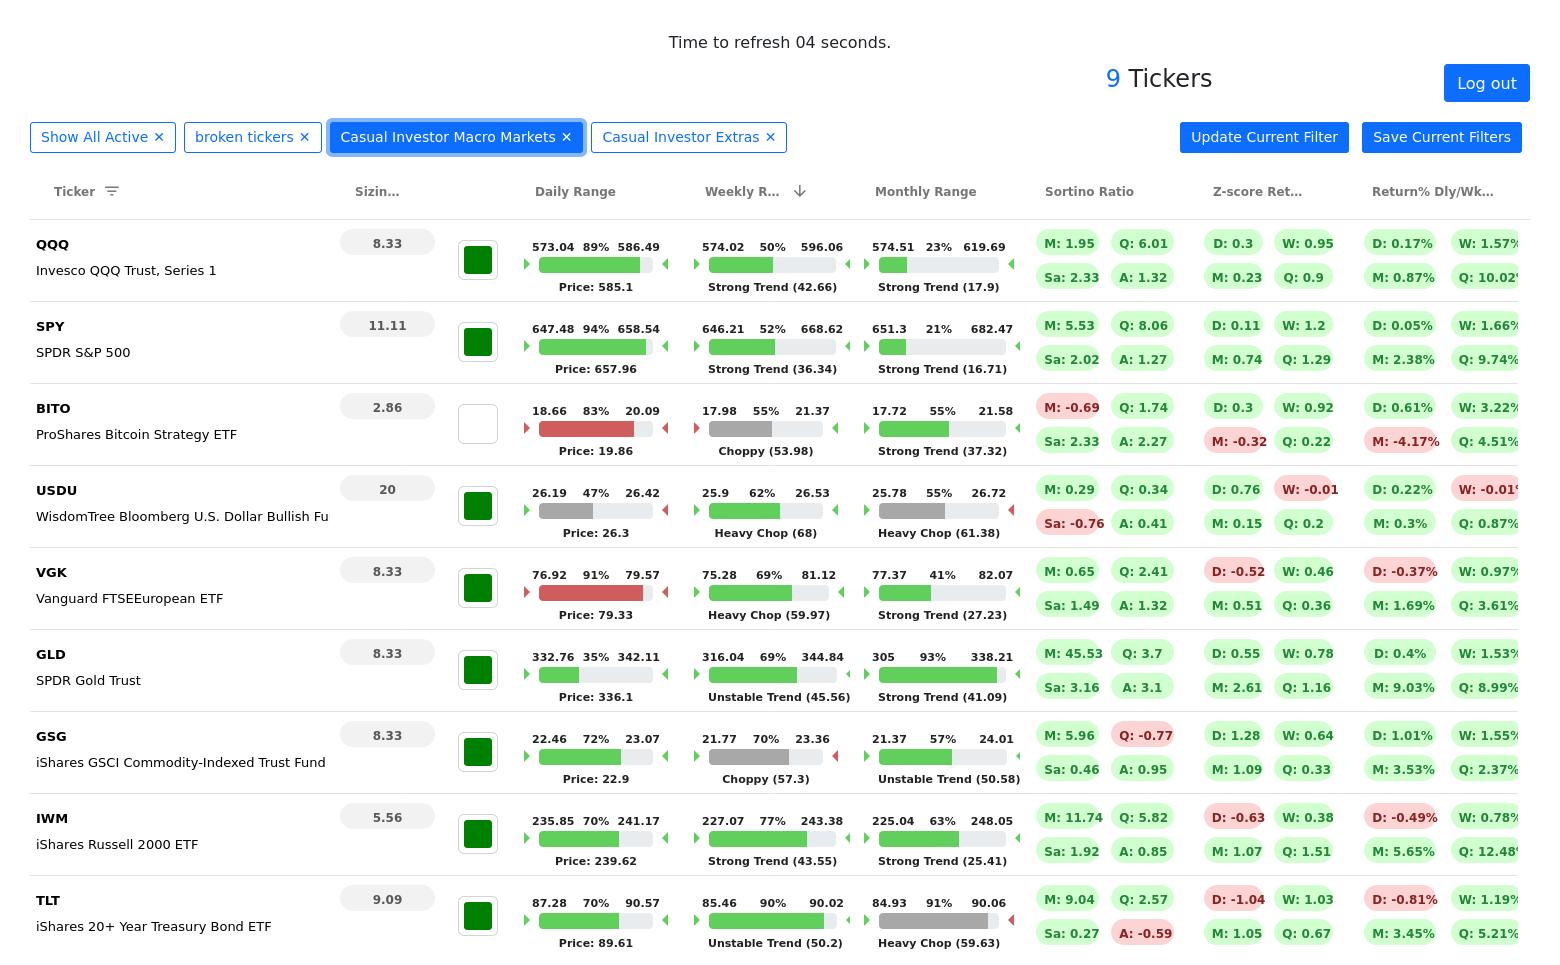 Time to refresh 04 seconds.
9 Tickers
Log out
Show All Active ✕ broken tickers ✕ Casual Investor Macro Markets ✕ Casual Investor Extras ✕ Update Current Filter Save Current Filters
Ticker Sizin... Daily Range Weekly R... Monthly Range Sortino Ratio Z-score Ret... Return% Dly/Wk...
QQQ 8.33 573.04 89% 586.49 574.02 50% 596.06 574.51 23% 619.69 M: 1.95 Q: 6.01 D: 0.3 W: 0.95 D: 0.17% W: 1.57%
Invesco QQQ Trust, Series 1 Price: 585.1 Strong Trend (42.66) Strong Trend (17.9) Sa: 2.33 A: 1.32 M: 0.23 Q: 0.9 M: 0.87% Q: 10.02%
SPY 11.11 647.48 94% 658.54 646.21 52% 668.62 651.3 21% 682.47 M: 5.53 Q: 8.06 D: 0.11 W: 1.2 D: 0.05% W: 1.66%
SPDR S&P 500 Price: 657.96 Strong Trend (36.34) Strong Trend (16.71) Sa: 2.02 A: 1.27 M: 0.74 Q: 1.29 M: 2.38% Q: 9.74%
BITO 2.86 18.66 83% 20.09 17.98 55% 21.37 17.72 55% 21.58 M: -0.69 Q: 1.74 D: 0.3 W: 0.92 D: 0.61% W: 3.22%
ProShares Bitcoin Strategy ETF Price: 19.86 Choppy (53.98) Strong Trend (37.32) Sa: 2.33 A: 2.27 M: -0.32 Q: 0.22 M: -4.17% Q: 4.51%
USDU 20 26.19 47% 26.42 25.9 62% 26.53 25.78 55% 26.72 M: 0.29 Q: 0.34 D: 0.76 W: -0.01 D: 0.22% W: -0.01%
WisdomTree Bloomberg U.S. Dollar Bullish Fu Price: 26.3 Heavy Chop (68) Heavy Chop (61.38) Sa: -0.76 A: 0.41 M: 0.15 Q: 0.2 M: 0.3% Q: 0.87%
VGK 8.33 76.92 91% 79.57 75.28 69% 81.12 77.37 41% 82.07 M: 0.65 Q: 2.41 D: -0.52 W: 0.46 D: -0.37% W: 0.97%
Vanguard FTSEEuropean ETF Price: 79.33 Heavy Chop (59.97) Strong Trend (27.23) Sa: 1.49 A: 1.32 M: 0.51 Q: 0.36 M: 1.69% Q: 3.61%
GLD 8.33 332.76 35% 342.11 316.04 69% 344.84 305 93% 338.21 M: 45.53 Q: 3.7 D: 0.55 W: 0.78 D: 0.4% W: 1.53%
SPDR Gold Trust Price: 336.1 Unstable Trend (45.56) Strong Trend (41.09) Sa: 3.16 A: 3.1 M: 2.61 Q: 1.16 M: 9.03% Q: 8.99%
GSG 8.33 22.46 72% 23.07 21.77 70% 23.36 21.37 57% 24.01 M: 5.96 Q: -0.77 D: 1.28 W: 0.64 D: 1.01% W: 1.55%
iShares GSCI Commodity-Indexed Trust Fund Price: 22.9 Choppy (57.3) Unstable Trend (50.58) Sa: 0.46 A: 0.95 M: 1.09 Q: 0.33 M: 3.53% Q: 2.37%
IWM 5.56 235.85 70% 241.17 227.07 77% 243.38 225.04 63% 248.05 M: 11.74 Q: 5.82 D: -0.63 W: 0.38 D: -0.49% W: 0.78%
iShares Russell 2000 ETF Price: 239.62 Strong Trend (43.55) Strong Trend (25.41) Sa: 1.92 A: 0.85 M: 1.07 Q: 1.51 M: 5.65% Q: 12.48%
TLT 9.09 87.28 70% 90.57 85.46 90% 90.02 84.93 91% 90.06 M: 9.04 Q: 2.57 D: -1.04 W: 1.03 D: -0.81% W: 1.19%
iShares 20+ Year Treasury Bond ETF Price: 89.61 Unstable Trend (50.2) Heavy Chop (59.63) Sa: 0.27 A: -0.59 M: 1.05 Q: 0.67 M: 3.45% Q: 5.21%